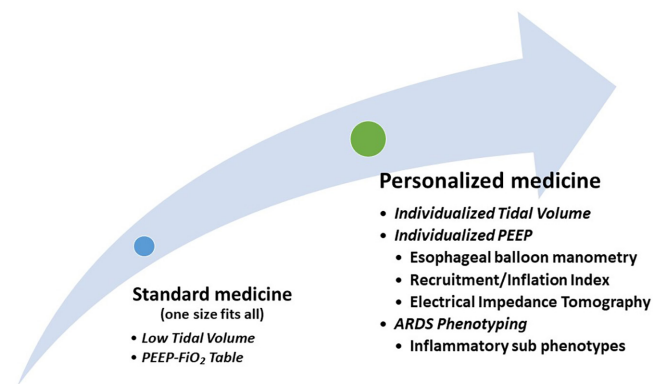 Standard medicine
(one size fits all)
• Low Tidal Volume
• PEEP-FiO₂ Table
Personalized medicine
• Individualized Tidal Volume
• Individualized PEEP
• Esophageal balloon manometry
• Recruitment/Inflation Index
• Electrical Impedance Tomography
• ARDS Phenotyping
• Inflammatory sub phenotypes